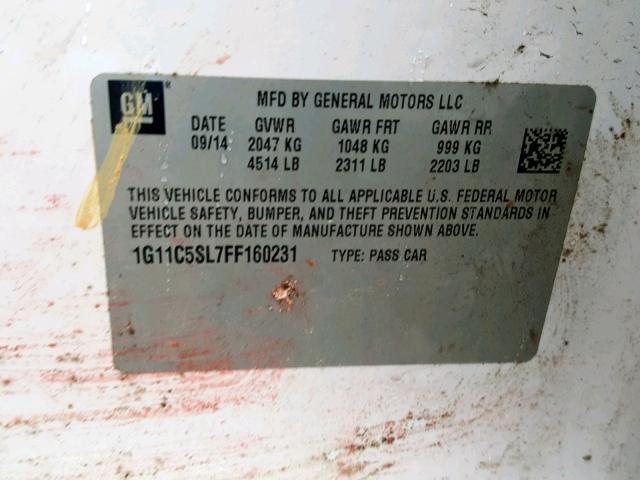 GM ®
MFD BY GENERAL MOTORS LLC
DATE GVWR GAWR FRT GAWR RR
09/14 2047 KG 1048 KG 999 KG
4514 LB 2311 LB 2203 LB
THIS VEHICLE CONFORMS TO ALL APPLICABLE U.S. FEDERAL MOTOR
VEHICLE SAFETY, BUMPER, AND THEFT PREVENTION STANDARDS IN
EFFECT ON THE DATE OF MANUFACTURE SHOWN ABOVE.
1G11C5SL7FF160231 TYPE: PASS CAR